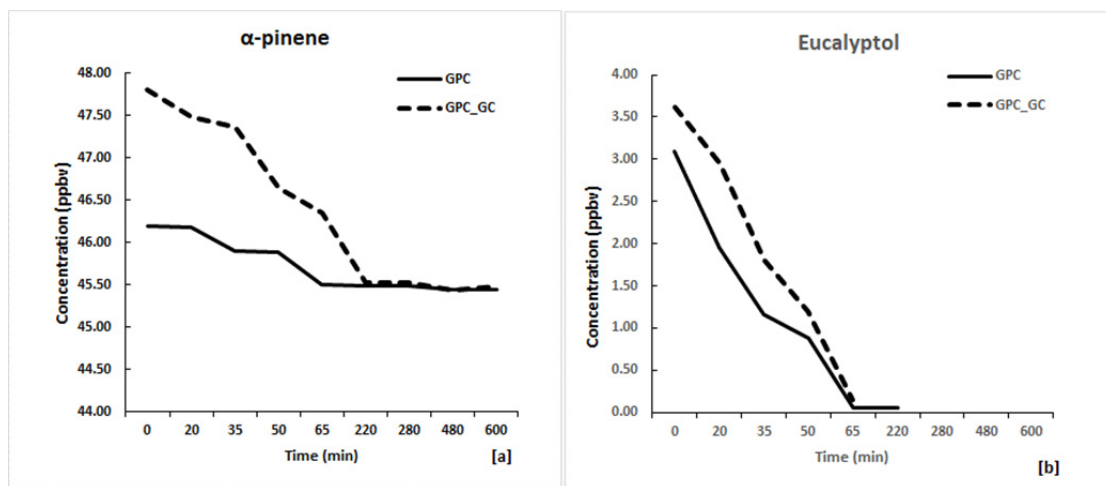 α-pinene
48.00
47.50
47.00
46.50
46.00
45.50
45.00
44.50
44.00
Concentration (ppbv)
GPC
GPC_GC
0 20 35 50 65 220 280 480 600
Time (min)
[a]
Eucalyptol
4.00
3.50
3.00
2.50
2.00
1.50
1.00
0.50
0.00
Concentration (ppbv)
GPC
GPC_GC
0 20 35 50 65 220 280 480 600
Time (min)
[b]